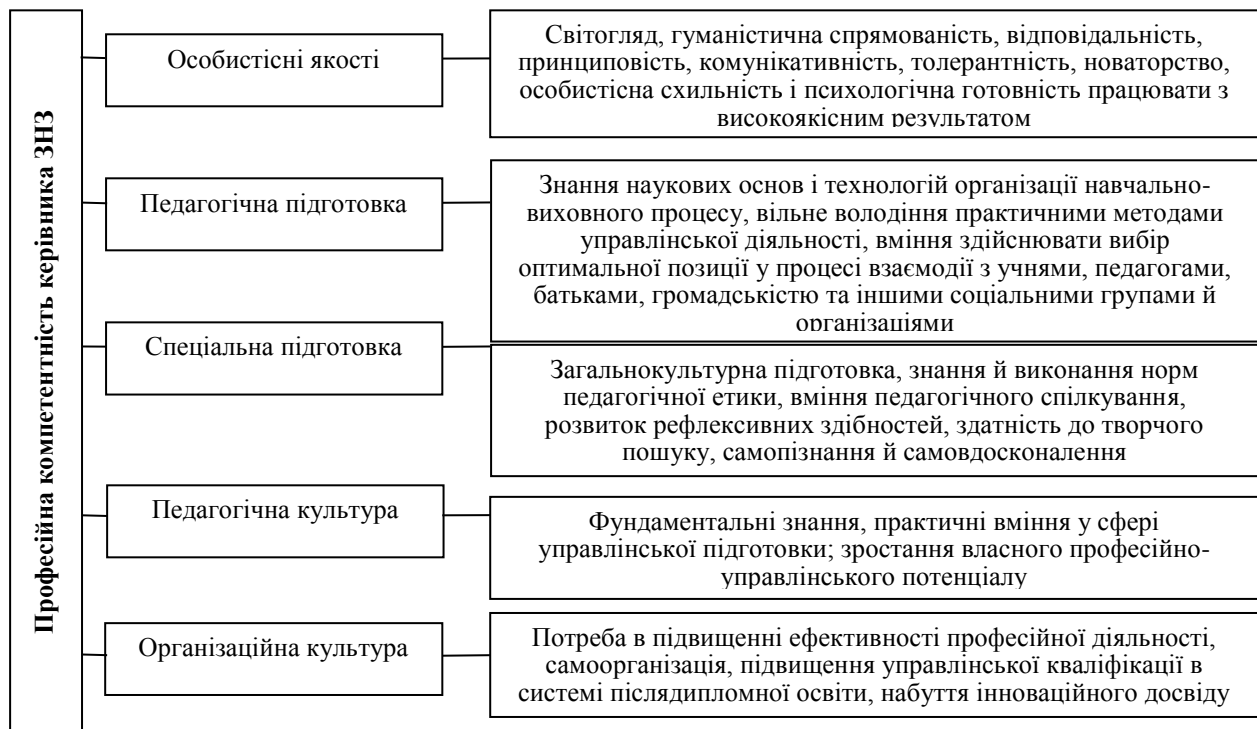 Професійна компетентність керівника ЗНЗ
Особистісні якості
Світогляд, гуманістична спрямованість, відповідальність,
принциповість, комунікативність, толерантність, новаторство,
особистісна схильність і психологічна готовність працювати з
високоякісним результатом
Педагогічна підготовка
Знання наукових основ і технологій організації навчально-
виховного процесу, вільне володіння практичними методами
управлінської діяльності, вміння здійснювати вибір
оптимальної позиції у процесі взаємодії з учнями, педагогами,
батьками, громадськістю та іншими соціальними групами й
організаціями
Спеціальна підготовка
Загальнокультурна підготовка, знання й виконання норм
педагогічної етики, вміння педагогічного спілкування,
розвиток рефлексивних здібностей, здатність до творчого
пошуку, самопізнання й самовдосконалення
Педагогічна культура
Фундаментальні знання, практичні вміння у сфері
управлінської підготовки; зростання власного професійно-
управлінського потенціалу
Організаційна культура
Потреба в підвищенні ефективності професійної діяльності,
самоорганізація, підвищення управлінської кваліфікації в
системі післядипломної освіти, набуття інноваційного досвіду